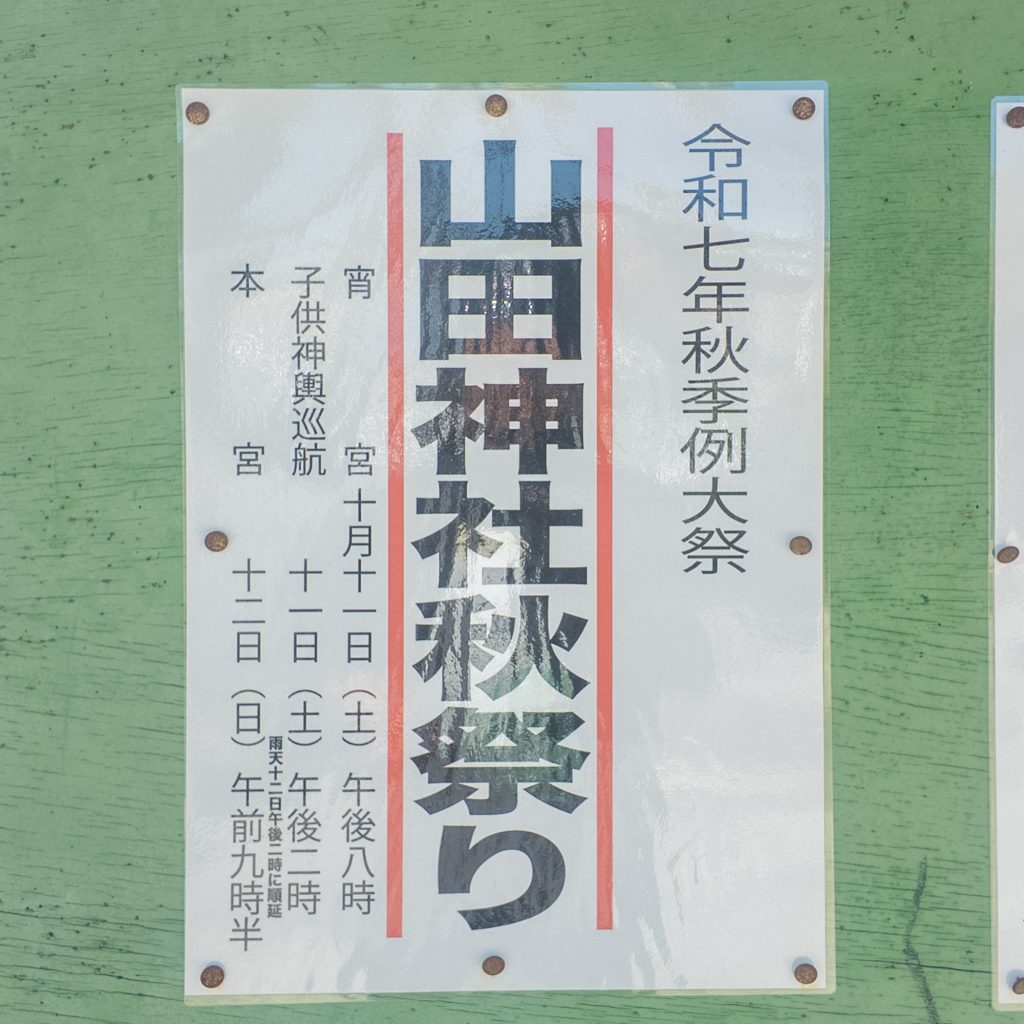 令和七年秋季例大祭
山田神社秋祭り
宵宮十月十一日（土）午後八時
子供神輿巡航十一日（土）午後二時
雨天十二日午後二時に順延
本宮十二日（日）午前九時半